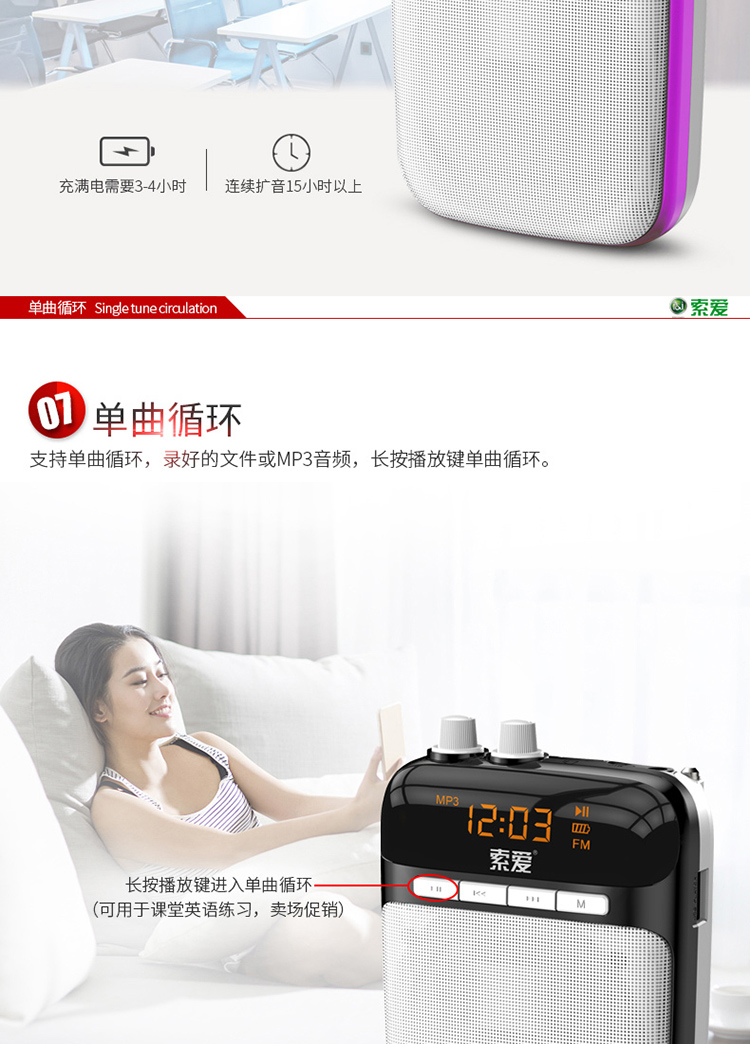 充满电需要3-4小时
连续扩音15小时以上
单曲循环 Single tune circulation
索爱
07 单曲循环
支持单曲循环，录好的文件或MP3音频，长按播放键单曲循环。
MP3
12:03
FM
索爱®
长按播放键进入单曲循环
（可用于课堂英语练习，卖场促销）
M